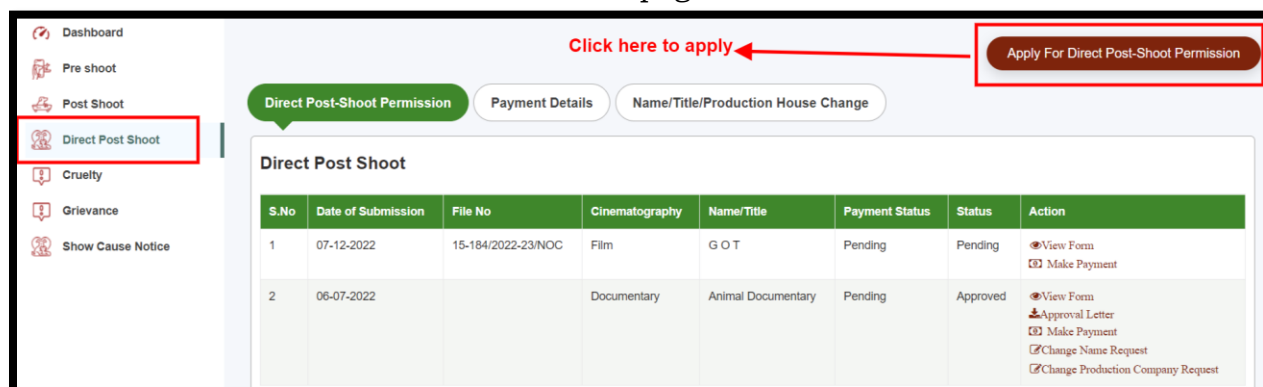 pag
Dashboard
Pre shoot
Post Shoot
Direct Post Shoot
Cruelty
Grievance
Show Cause Notice
Click here to apply
Apply For Direct Post-Shoot Permission
Direct Post-Shoot Permission Payment Details Name/Title/Production House Change
Direct Post Shoot
S.No Date of Submission File No Cinematography Name/Title Payment Status Status Action
1 07-12-2022 15-184/2022-23/NOC Film G O T Pending Pending View Form
Make Payment
2 06-07-2022 Documentary Animal Documentary Pending Approved View Form
Approval Letter
Make Payment
Change Name Request
Change Production Company Request